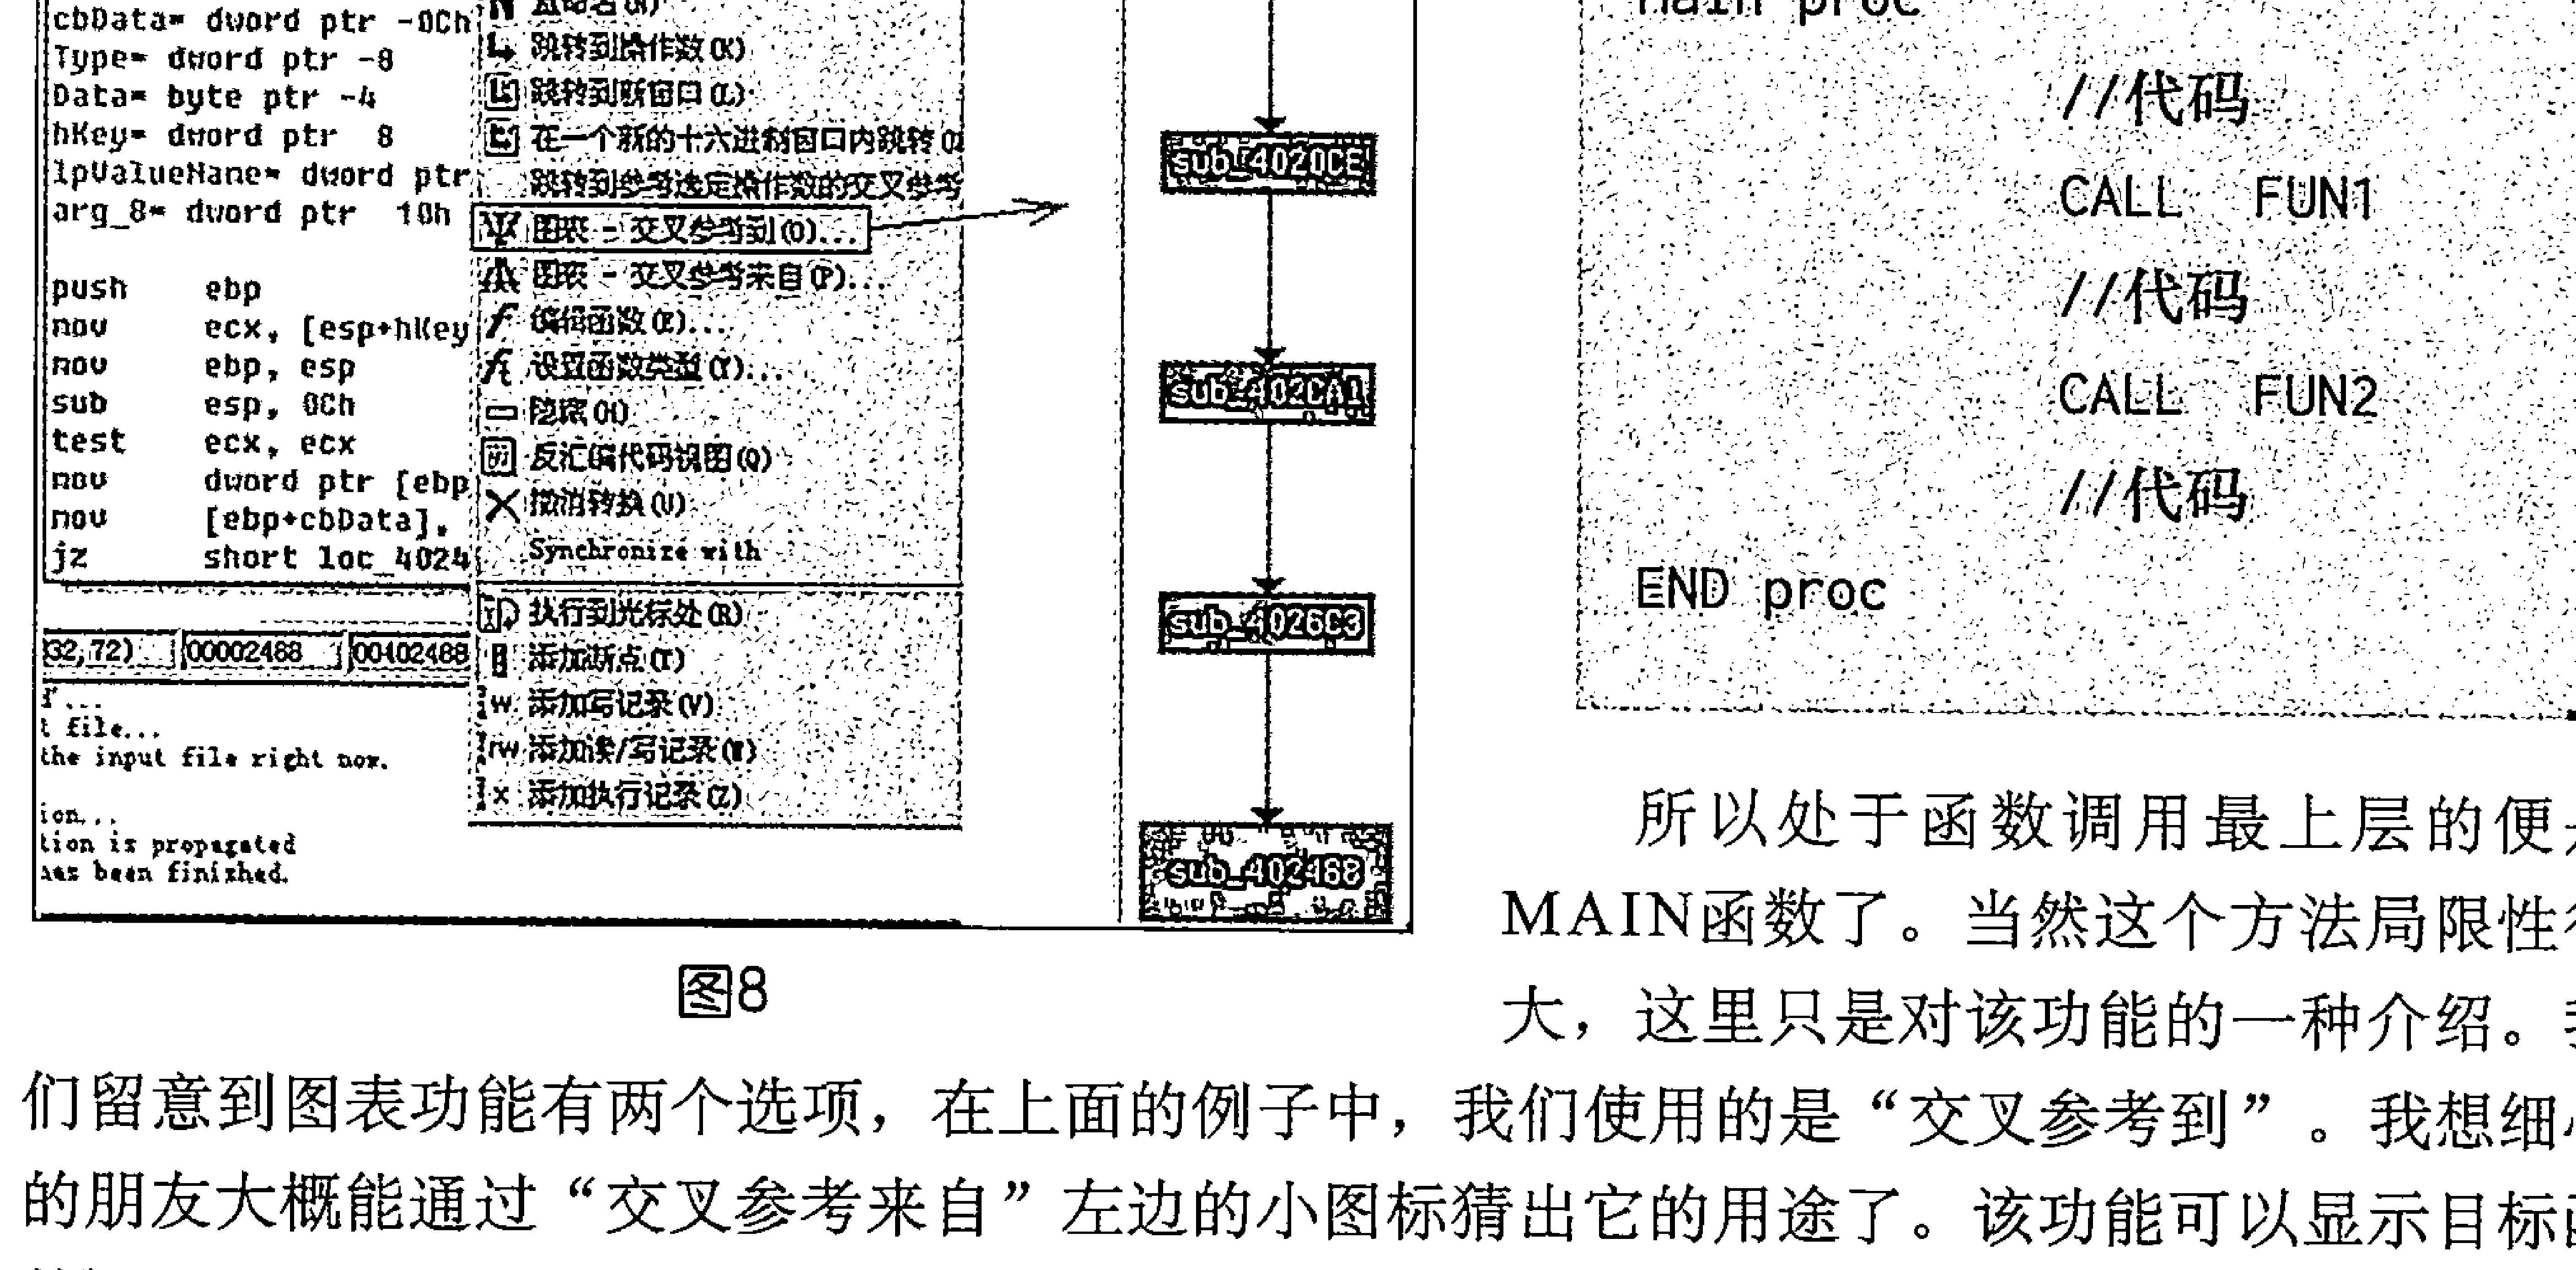 cbData= dword ptr -0Ch
Type= dword ptr -8
Data= byte ptr -4
hKey= dword ptr 8
lpValueName= dword ptr
arg_8= dword ptr 10h
push ebp
mov ecx, [esp+hKey
mov ebp, esp
sub esp, 0Ch
test ecx, ecx
mov dword ptr [ebp
mov [ebp+cbData],
jz short loc_4024
32,72) 00002488 00402488
t file...
the input file right now.
ion...
tion is propagated
has been finished.
跳转到操作数(K)
跳转到新窗口(L)
在一个新的十六进制窗口内跳转
跳转到参考选定操作数的交叉参考
图表 - 交叉参考到(O)...
图表 - 交叉参考来自(P)...
编辑函数(E)...
设置函数类型(Y)...
隐藏(H)
反汇编代码视图(Q)
撤消转换(U)
Synchronize with
执行到光标处(R)
添加断点(T)
添加写记录(V)
添加读/写记录(W)
添加执行记录(Z)
sub_4020CE
sub_402CA1
sub_4026C3
sub_402488
图8
main proc
//代码
CALL FUN1
//代码
CALL FUN2
//代码
END proc
所以处于函数调用最上层的便是
MAIN函数了。当然这个方法局限性很
大，这里只是对该功能的一种介绍。我
们留意到图表功能有两个选项，在上面的例子中，我们使用的是“交叉参考到”。我想细心
的朋友大概能通过“交叉参考来自”左边的小图标猜出它的用途了。该功能可以显示目标函